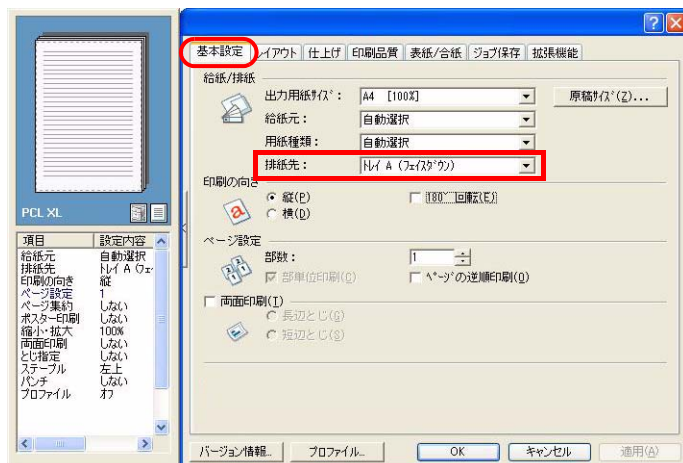 PCL XL
項目 設定内容
給紙元 自動選択
排紙先 トレイ A (フェイ
印刷の向き 縦
ページ設定 1
ページ集約 しない
ポスター印刷 しない
縮小・拡大 100%
両面印刷 しない
とじ指定 しない
ステープル 左上
パンチ しない
プロファイル オフ
基本設定 レイアウト 仕上げ 印刷品質 表紙/合紙 ジョブ保存 拡張機能
給紙/排紙
出力用紙サイズ: A4 [100%] 原稿サイズ(Z)...
給紙元: 自動選択
用紙種類: 自動選択
排紙先: トレイ A (フェイスダウン)
印刷の向き
縦(P) 180°回転(E)
横(D)
ページ設定
部数: 1
部単位印刷(C) ページの逆順印刷(O)
両面印刷(I)
長辺とじ(G)
短辺とじ(S)
バージョン情報... プロファイル... OK キャンセル 適用(A)